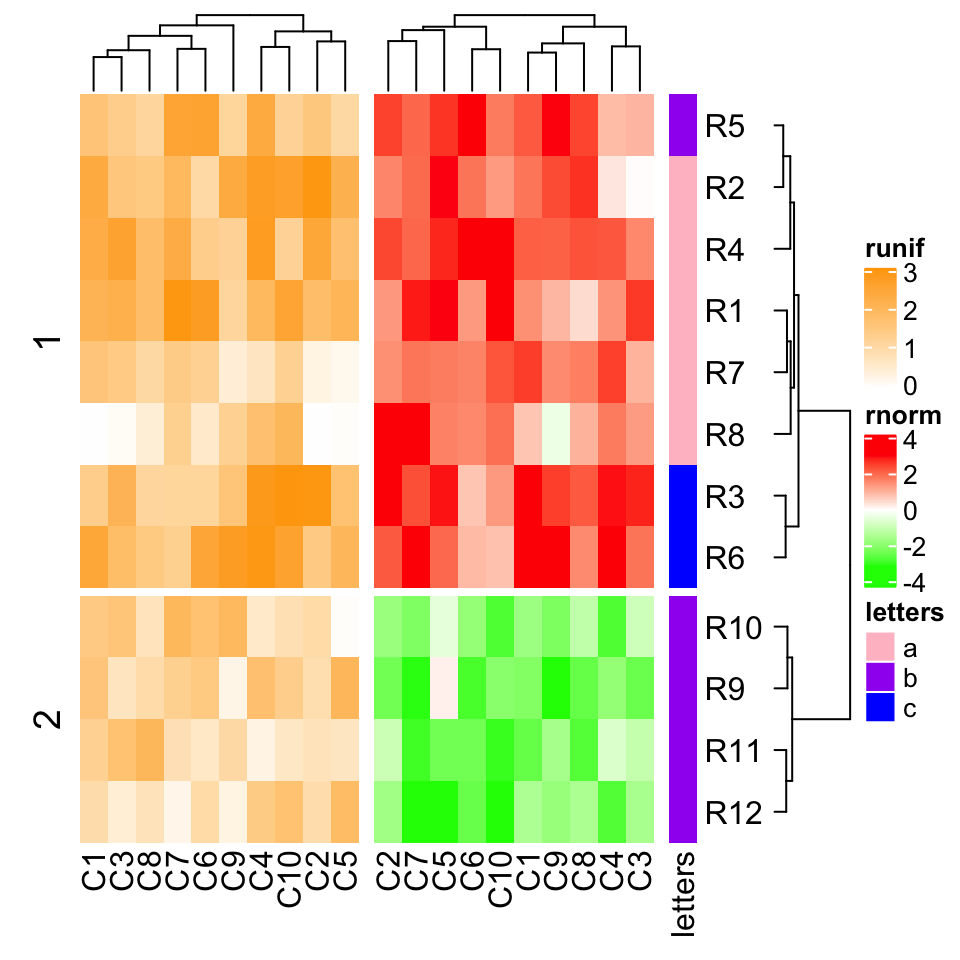 1
2
R5
R2
R4
R1
R7
R8
R3
R6
R10
R9
R11
R12
C1 C3 C8 C7 C6 C9 C4 C10 C2 C5
C2 C7 C5 C6 C10 C1 C9 C8 C4 C3
letters
runif
3
2
1
0
rnorm
4
2
0
-2
-4
letters
a
b
c